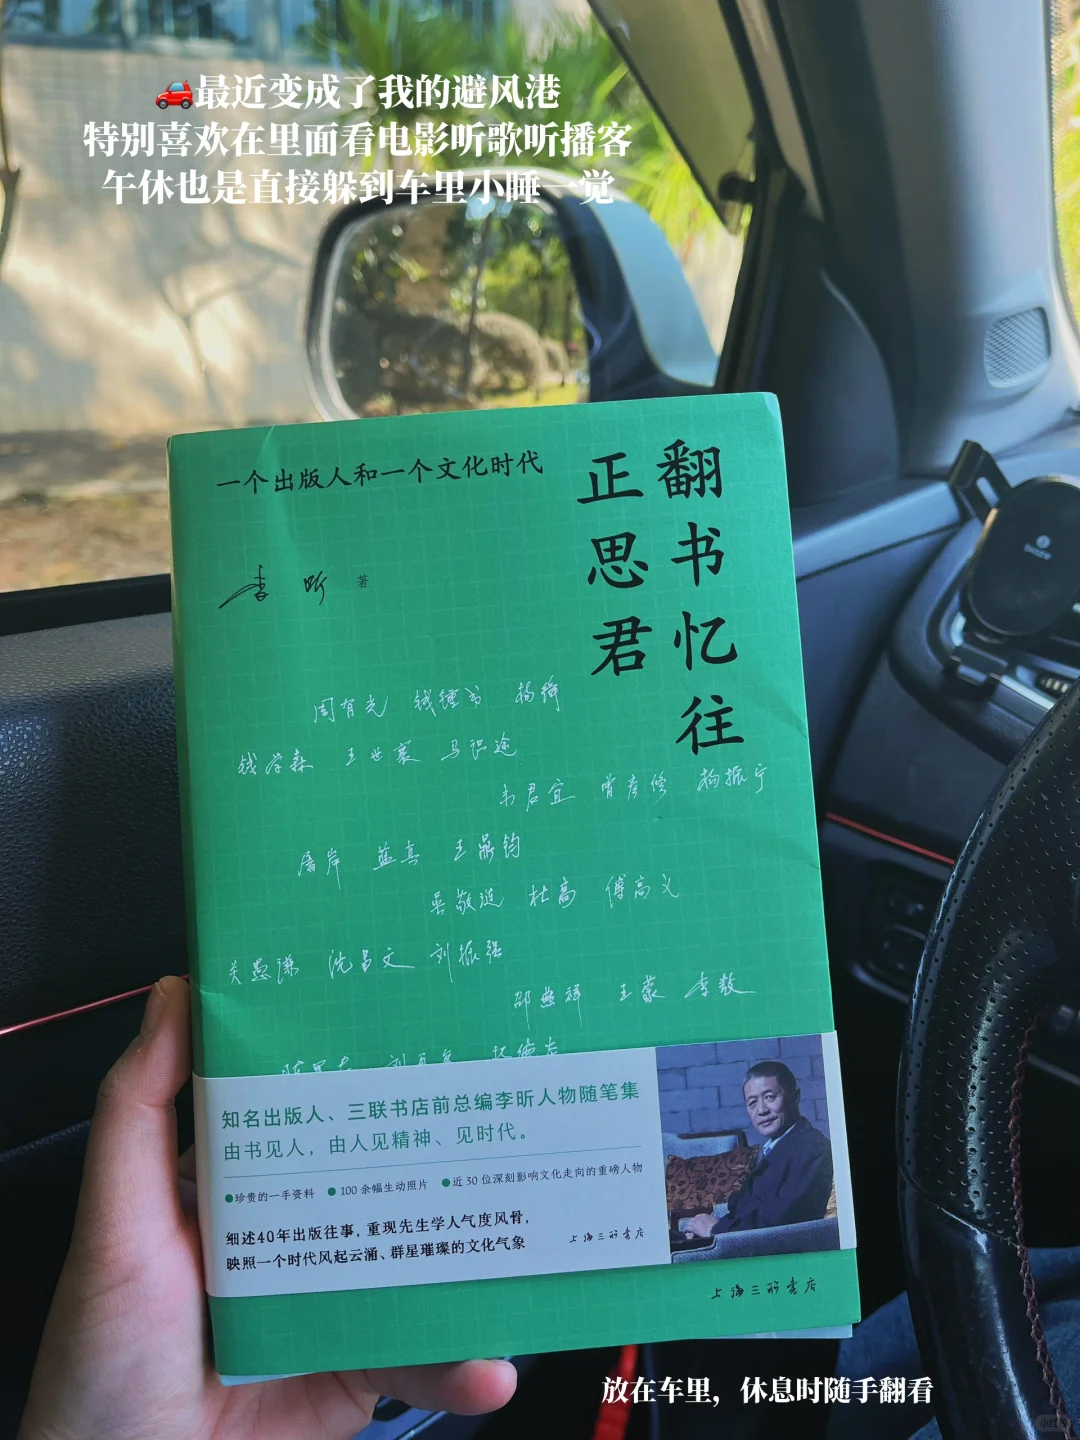 🚗最近变成了我的避风港
特别喜欢在里面看电影听歌听播客
午休也是直接躲到车里小睡一觉
一个出版人和一个文化时代
翻书忆往
正思君
李昕 著
周有光 钱锺书 杨绛
钱学森 王世襄 马识途
韦君宜 曾彦修 杨振宁
屠岸 蓝真 王鼎钧
吴敬琏 杜高 傅高义
关愚谦 沈昌文 刘振强
邵燕祥 王蒙 李敖
知名出版人、三联书店前总编李昕人物随笔集
由书见人，由人见精神、见时代。
●珍贵的一手资料 ●100余幅生动照片 ●近30位深刻影响文化走向的重磅人物
细述40年出版往事，重现先生学人气度风骨，
映照一个时代风起云涌、群星璀璨的文化气象
上海三联书店
上海三联书店
放在车里，休息时随手翻看
小红书